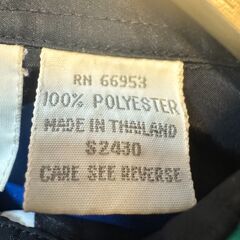 RN 66953
100% POLYESTER
MADE IN THAILAND
S2430
CARE SEE REVERSE